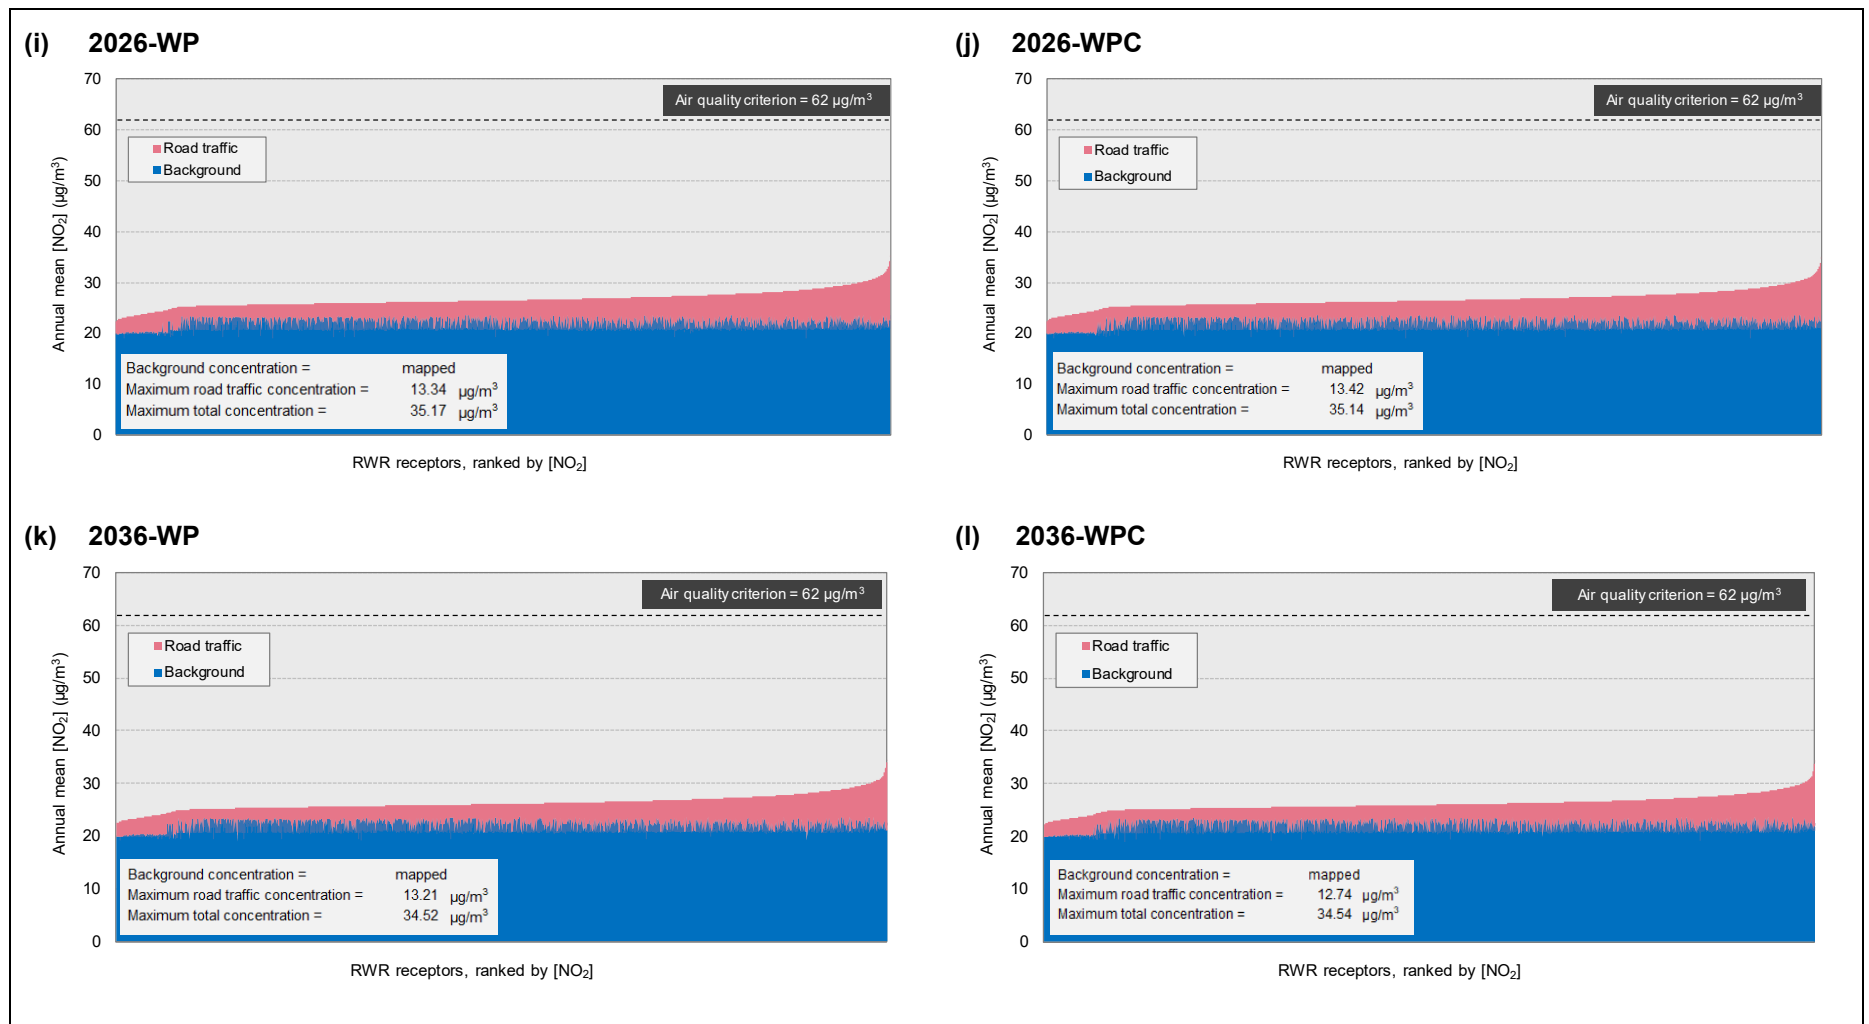 (i) 2026-WP
70
60
50
40
30
20
10
0
Annual mean [NO₂] (µg/m³)
Air quality criterion = 62 µg/m³
Road traffic
Background
Background concentration = mapped
Maximum road traffic concentration = 13.34 µg/m³
Maximum total concentration = 35.17 µg/m³
RWR receptors, ranked by [NO₂]
(j) 2026-WPC
70
60
50
40
30
20
10
0
Annual mean [NO₂] (µg/m³)
Air quality criterion = 62 µg/m³
Road traffic
Background
Background concentration = mapped
Maximum road traffic concentration = 13.42 µg/m³
Maximum total concentration = 35.14 µg/m³
RWR receptors, ranked by [NO₂]
(k) 2036-WP
70
60
50
40
30
20
10
0
Annual mean [NO₂] (µg/m³)
Air quality criterion = 62 µg/m³
Road traffic
Background
Background concentration = mapped
Maximum road traffic concentration = 13.21 µg/m³
Maximum total concentration = 34.52 µg/m³
RWR receptors, ranked by [NO₂]
(l) 2036-WPC
70
60
50
40
30
20
10
0
Annual mean [NO₂] (µg/m³)
Air quality criterion = 62 µg/m³
Road traffic
Background
Background concentration = mapped
Maximum road traffic concentration = 12.74 µg/m³
Maximum total concentration = 34.54 µg/m³
RWR receptors, ranked by [NO₂]